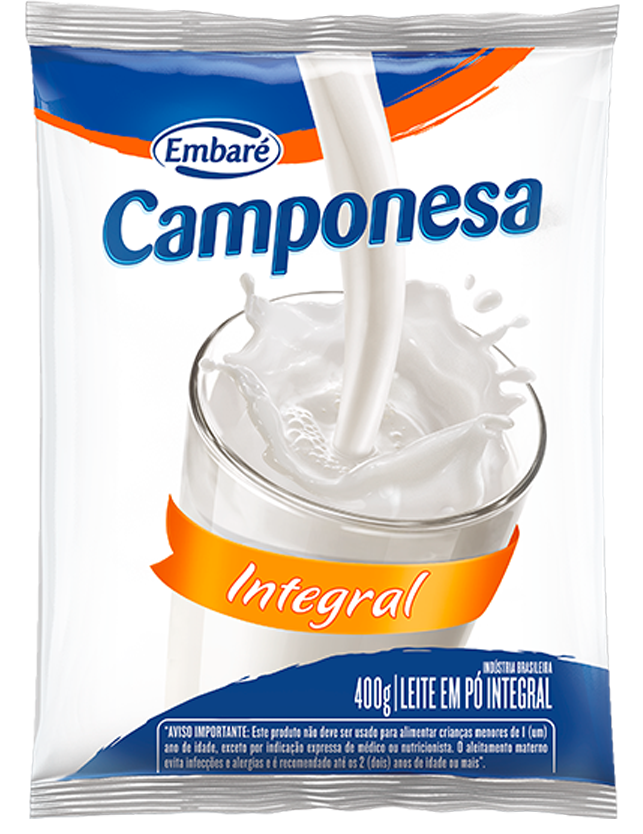 Embaré
Camponesa
Integral
INDÚSTRIA BRASILEIRA
400g | LEITE EM PÓ INTEGRAL
"AVISO IMPORTANTE: Este produto não deve ser usado para alimentar crianças menores de 1 (um)
ano de idade, exceto por indicação expressa de médico ou nutricionista. O aleitamento materno
evita infecções e alergias e é recomendado até os 2 (dois) anos de idade ou mais".